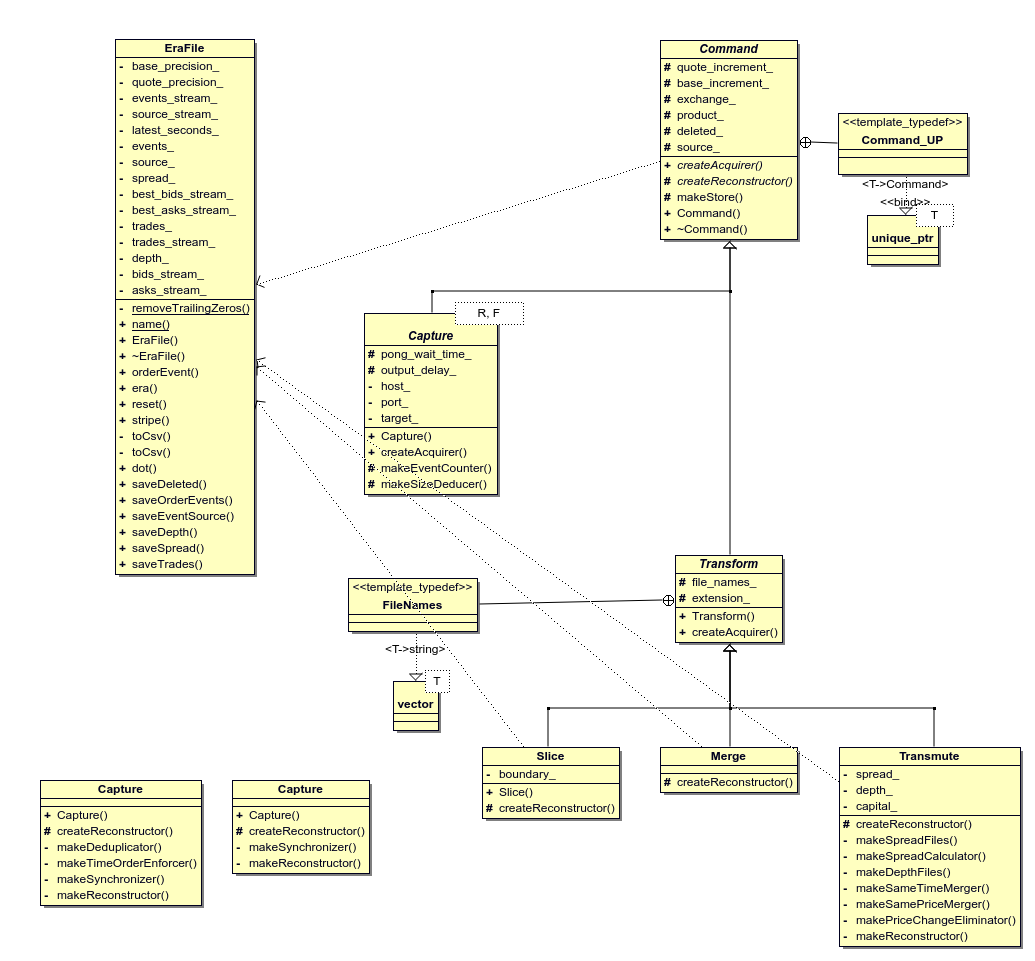 EraFile
- base_precision_
- quote_precision_
- events_stream_
- source_stream_
- latest_seconds_
- events_
- source_
- spread_
- best_bids_stream_
- best_asks_stream_
- trades_
- trades_stream_
- depth_
- bids_stream_
- asks_stream_
- removeTrailingZeros()
+ name()
+ EraFile()
+ ~EraFile()
+ orderEvent()
+ era()
+ reset()
+ stripe()
- toCsv()
- toCsv()
+ dot()
+ saveDeleted()
+ saveOrderEvents()
+ saveEventSource()
+ saveDepth()
+ saveSpread()
+ saveTrades()
Command
# quote_increment_
# base_increment_
# exchange_
# product_
# deleted_
# source_
+ createAcquirer()
# createReconstructor()
# makeStore()
+ Command()
+ ~Command()
<<template_typedef>>
Command_UP
<T->Command>
<<bind>>
T
unique_ptr
R, F
Capture
# pong_wait_time_
# output_delay_
- host_
- port_
- target_
+ Capture()
+ createAcquirer()
# makeEventCounter()
# makeSizeDeducer()
Transform
# file_names_
# extension_
+ Transform()
+ createAcquirer()
<<template_typedef>>
FileNames
<T->string>
T
vector
Slice
- boundary_
+ Slice()
# createReconstructor()
Merge
# createReconstructor()
Transmute
- spread_
- depth_
- capital_
# createReconstructor()
- makeSpreadFiles()
- makeSpreadCalculator()
- makeDepthFiles()
- makeSameTimeMerger()
- makeSamePriceMerger()
- makePriceChangeEliminator()
- makeReconstructor()
Capture
+ Capture()
# createReconstructor()
- makeDeduplicator()
- makeTimeOrderEnforcer()
- makeSynchronizer()
- makeReconstructor()
Capture
+ Capture()
# createReconstructor()
- makeSynchronizer()
- makeReconstructor()